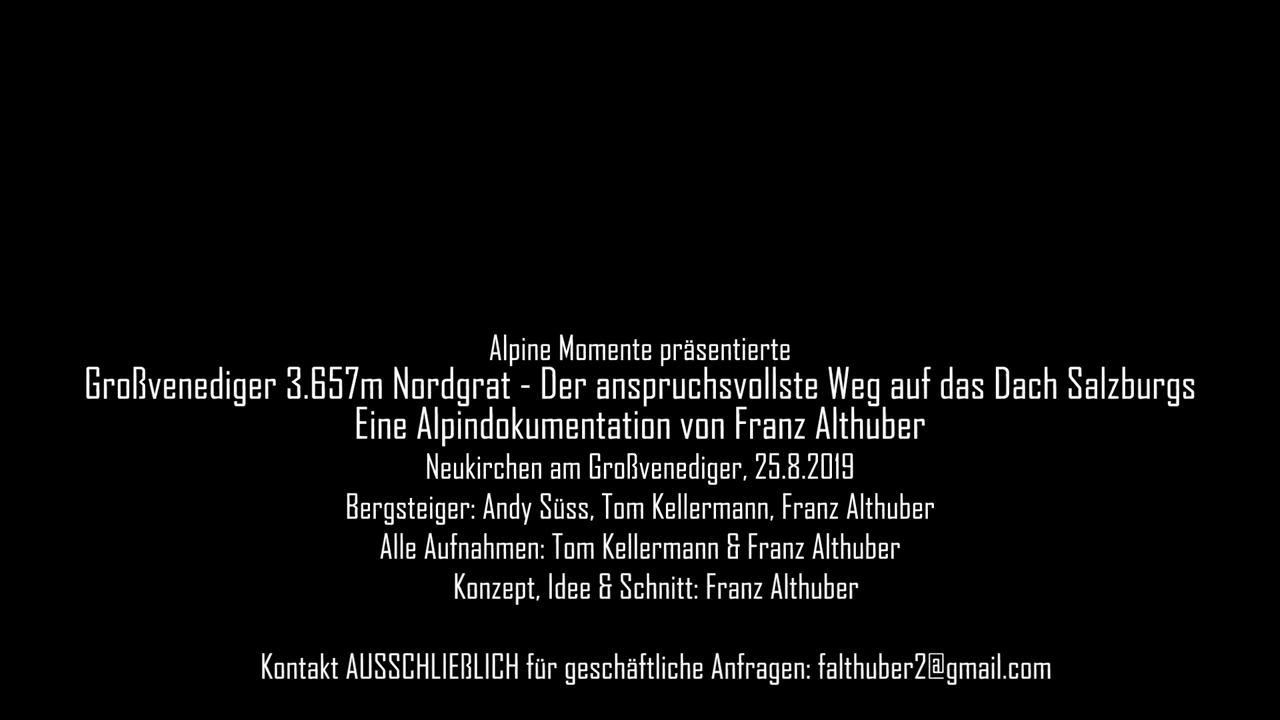 Alpine Momente präsentierte
Großvenediger 3.657m Nordgrat - Der anspruchsvollste Weg auf das Dach Salzburgs
Eine Alpindokumentation von Franz Althuber
Neukirchen am Großvenediger, 25.8.2019
Bergsteiger: Andy Süss, Tom Kellermann, Franz Althuber
Alle Aufnahmen: Tom Kellermann & Franz Althuber
Konzept, Idee & Schnitt: Franz Althuber
Kontakt AUSSCHLIEßLICH für geschäftliche Anfragen: falthuber2@gmail.com